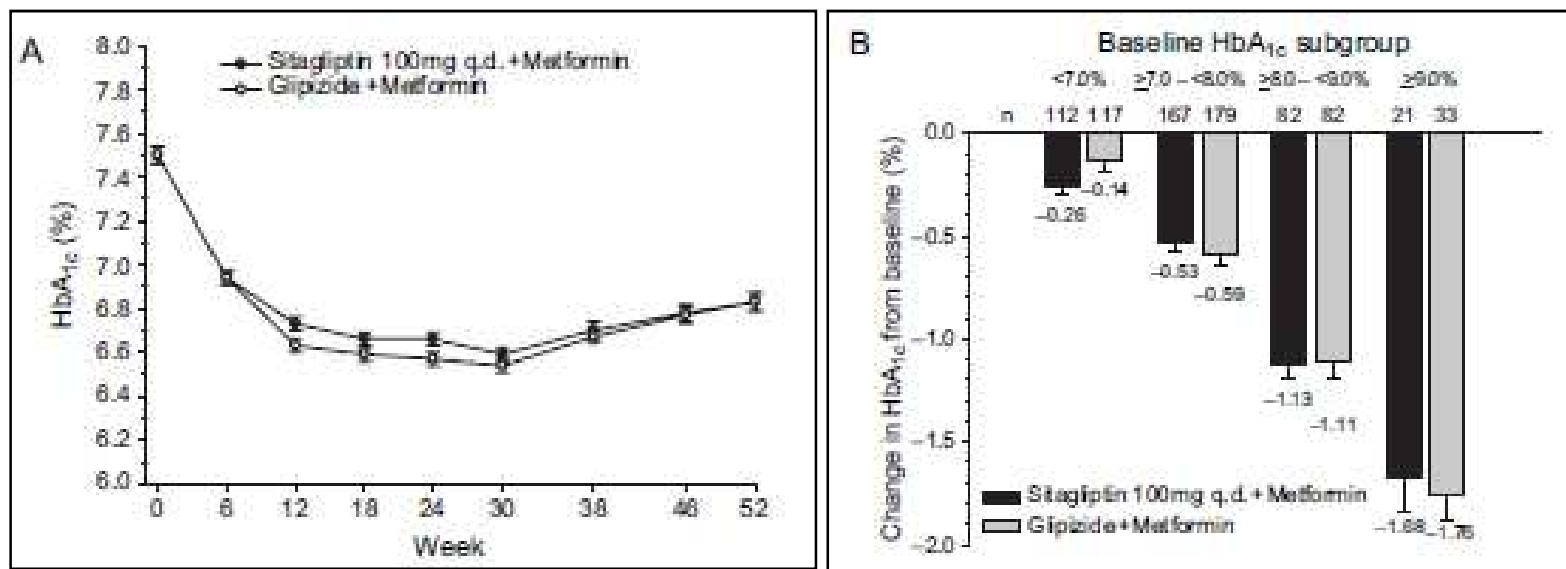 A
Sitagliptin 100mg q.d.+Metformin
Glipizide+Metformin
HbA1c (%)
8.0
7.8
7.6
7.4
7.2
7.0
6.8
6.6
6.4
6.2
6.0
0 6 12 18 24 30 38 46 52
Week
B
Baseline HbA1c subgroup
<7.0% ≥7.0–<8.0% ≥8.0–<9.0% ≥9.0%
n 112 117 167 179 82 82 21 33
Change in HbA1c from baseline (%)
0.0
−0.5
−1.0
−1.5
−2.0
−0.26
−0.14
−0.53
−0.59
−1.13
−1.11
−1.68
−1.76
Sitagliptin 100mg q.d.+Metformin
Glipizide+Metformin